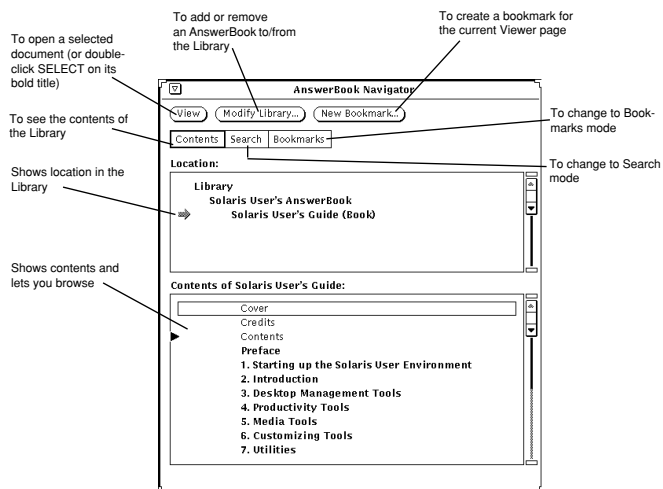 To open a selected
document (or double-
click SELECT on its
bold title)
To add or remove
an AnswerBook to/from
the Library
To create a bookmark for
the current Viewer page
AnswerBook Navigator
View
Modify Library...
New Bookmark...
To see the contents of
the Library
Contents
Search
Bookmarks
To change to Book-
marks mode
To change to Search
mode
Location:
Shows location in the
Library
Library
Solaris User's AnswerBook
Solaris User's Guide (Book)
Shows contents and
lets you browse
Contents of Solaris User's Guide:
Cover
Credits
Contents
Preface
1. Starting up the Solaris User Environment
2. Introduction
3. Desktop Management Tools
4. Productivity Tools
5. Media Tools
6. Customizing Tools
7. Utilities